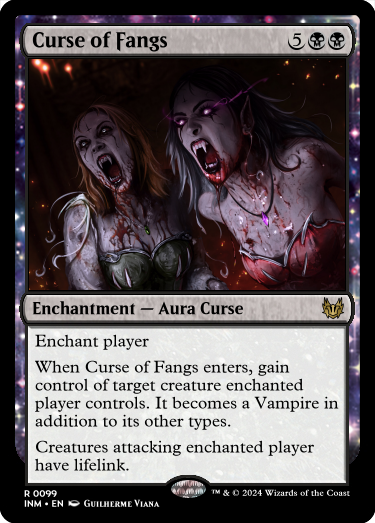 Curse of Fangs 5
Enchantment — Aura Curse
Enchant player
When Curse of Fangs enters, gain
control of target creature enchanted
player controls. It becomes a Vampire in
addition to its other types.
Creatures attacking enchanted player
have lifelink.
R 0099
INM • EN Guilherme Viana
™ & © 2024 Wizards of the Coast